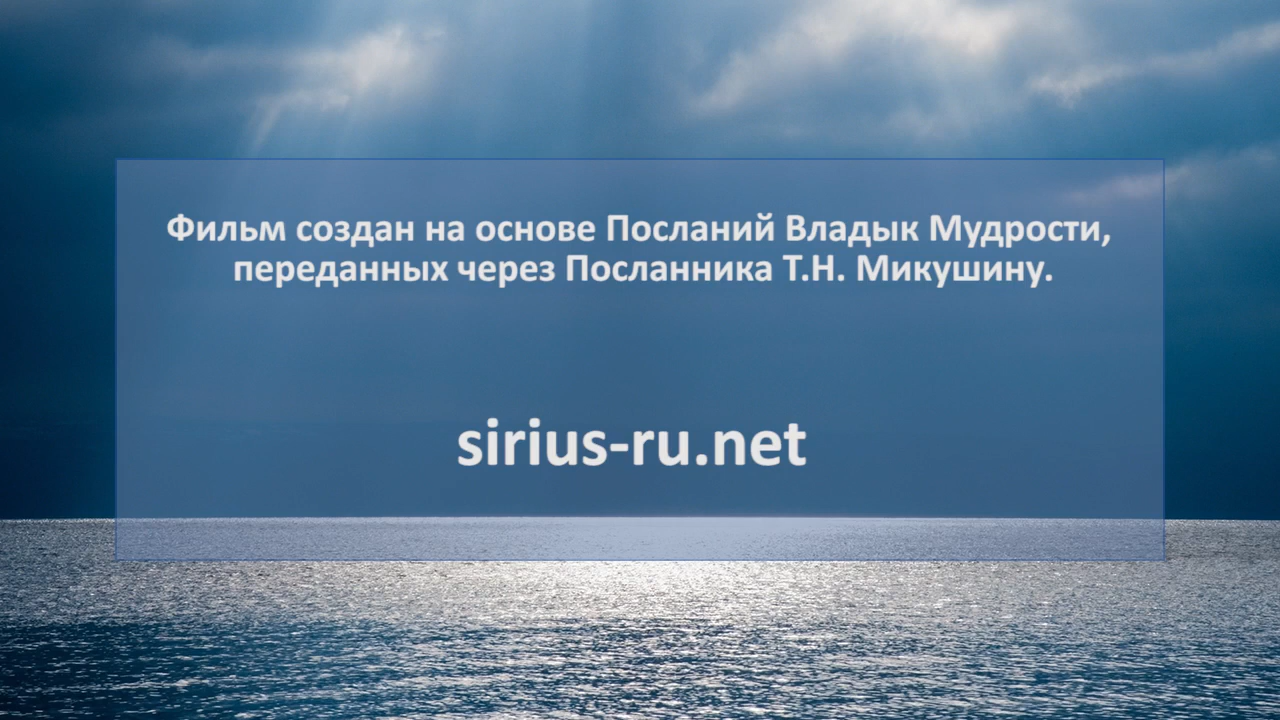 Фильм создан на основе Посланий Владык Мудрости,
переданных через Посланника Т.Н. Микушину.
sirius-ru.net